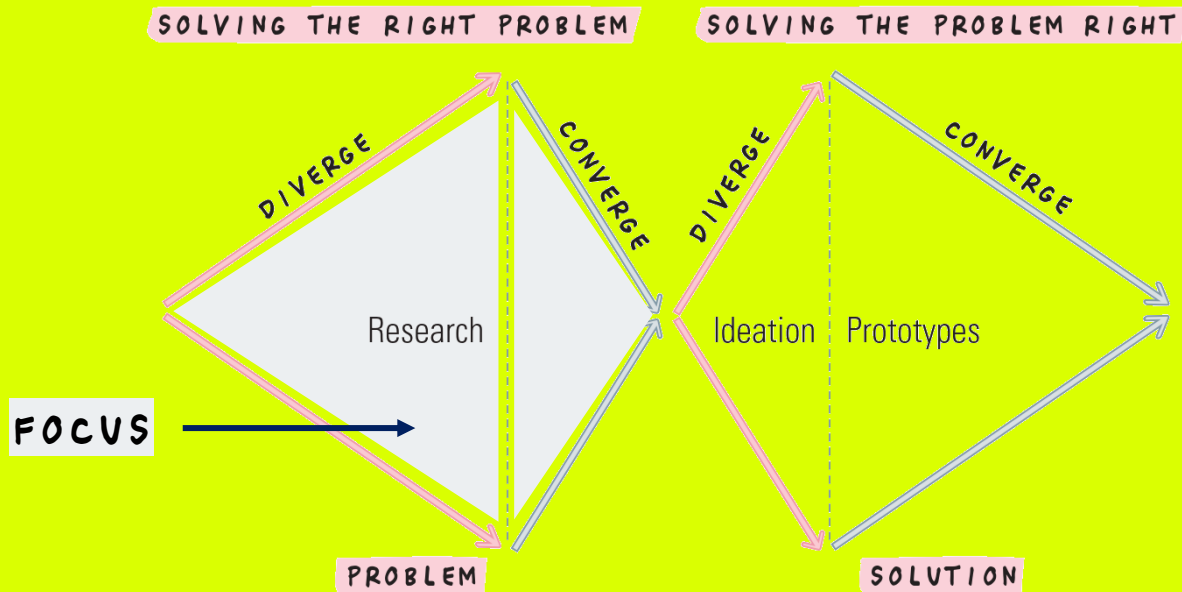 SOLVING THE RIGHT PROBLEM
SOLVING THE PROBLEM RIGHT
DIVERGE
CONVERGE
DIVERGE
CONVERGE
Research
Ideation
Prototypes
FOCUS
PROBLEM
SOLUTION